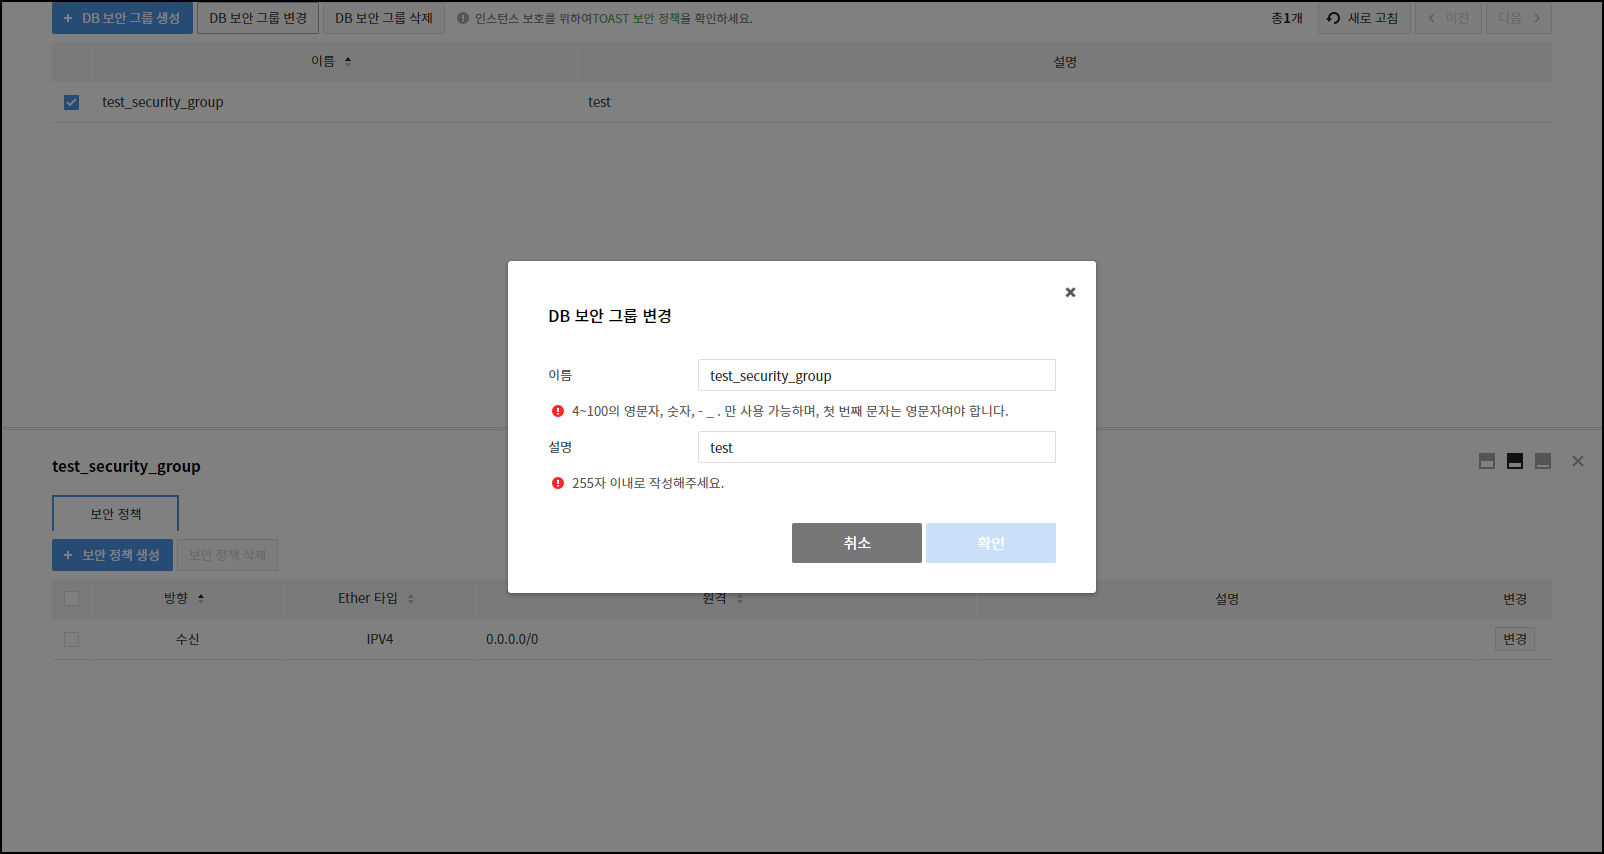 + DB 보안 그룹 생성 DB 보안 그룹 변경 DB 보안 그룹 삭제 인스턴스 보호를 위하여TOAST 보안 정책을 확인하세요. 총1개 새로 고침 이전 다음
이름 설명
test_security_group test
DB 보안 그룹 변경
이름 test_security_group
4~100의 영문자, 숫자, - _ . 만 사용 가능하며, 첫 번째 문자는 영문자여야 합니다.
설명 test
255자 이내로 작성해주세요.
취소 확인
test_security_group
보안 정책
+ 보안 정책 생성 보안 정책 삭제
방향 Ether 타입 원격 설명 변경
수신 IPV4 0.0.0.0/0 변경